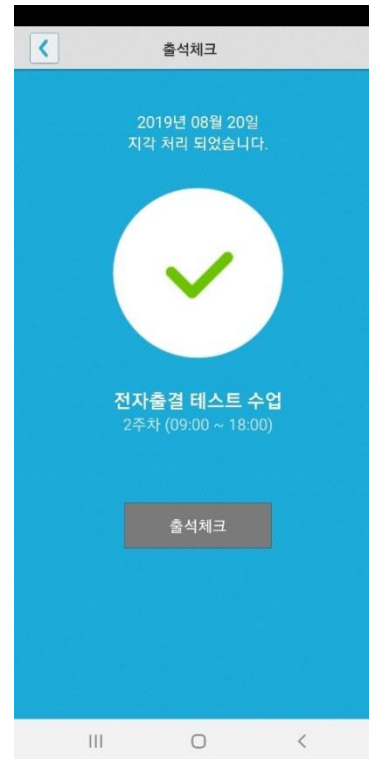 출석체크
2019년 08월 20일
지각 처리 되었습니다.
전자출결 테스트 수업
2주차 (09:00 ~ 18:00)
출석체크